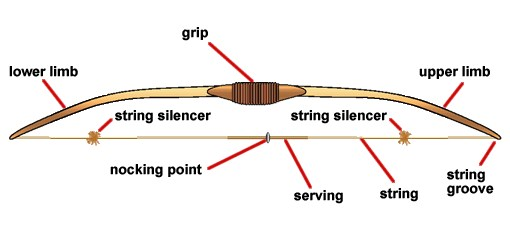 grip
lower limb
upper limb
string silencer
string silencer
nocking point
serving
string
string
groove